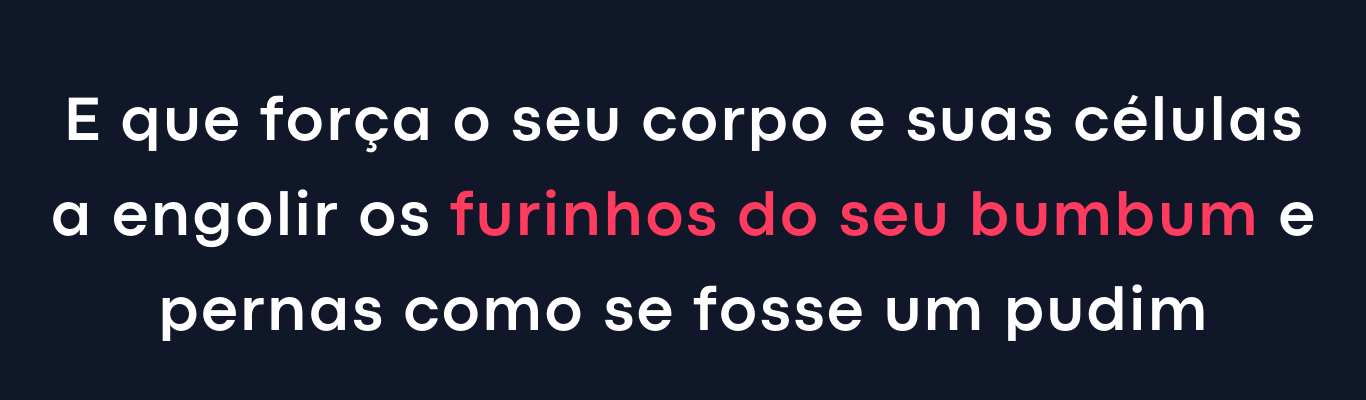 E que força o seu corpo e suas células
a engolir os furinhos do seu bumbum e
pernas como se fosse um pudim